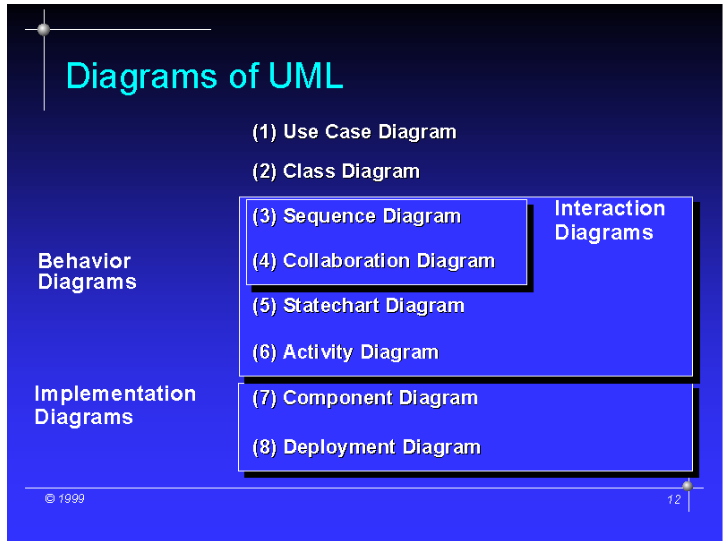 Diagrams of UML
(1) Use Case Diagram
(2) Class Diagram
(3) Sequence Diagram
(4) Collaboration Diagram
Interaction
Diagrams
Behavior
Diagrams
(5) Statechart Diagram
(6) Activity Diagram
Implementation
Diagrams
(7) Component Diagram
(8) Deployment Diagram
© 1999
12